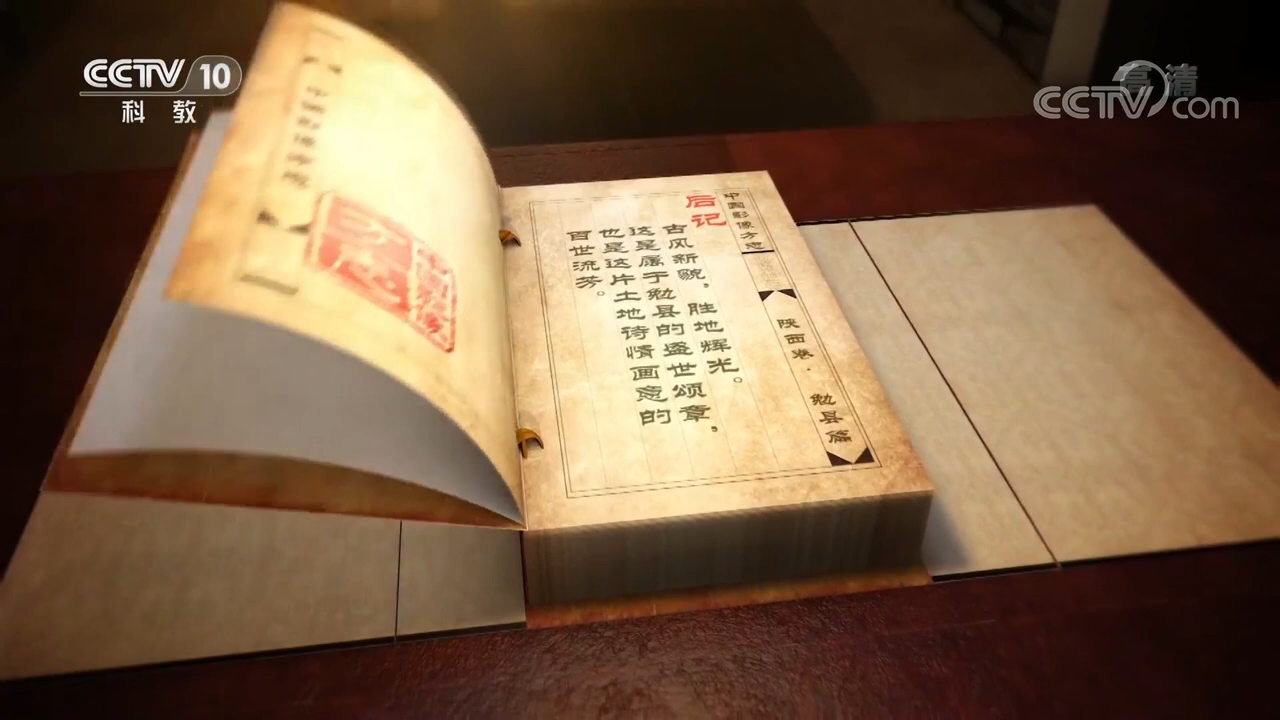 CCTV 10
科教
高清
CCTV.com
中国影像方志
陕西卷·勉县篇
后记
古风新貌，胜地辉光。
这是属于勉县的盛世颂章，
也是这片土地诗情画意的
百世流芳。